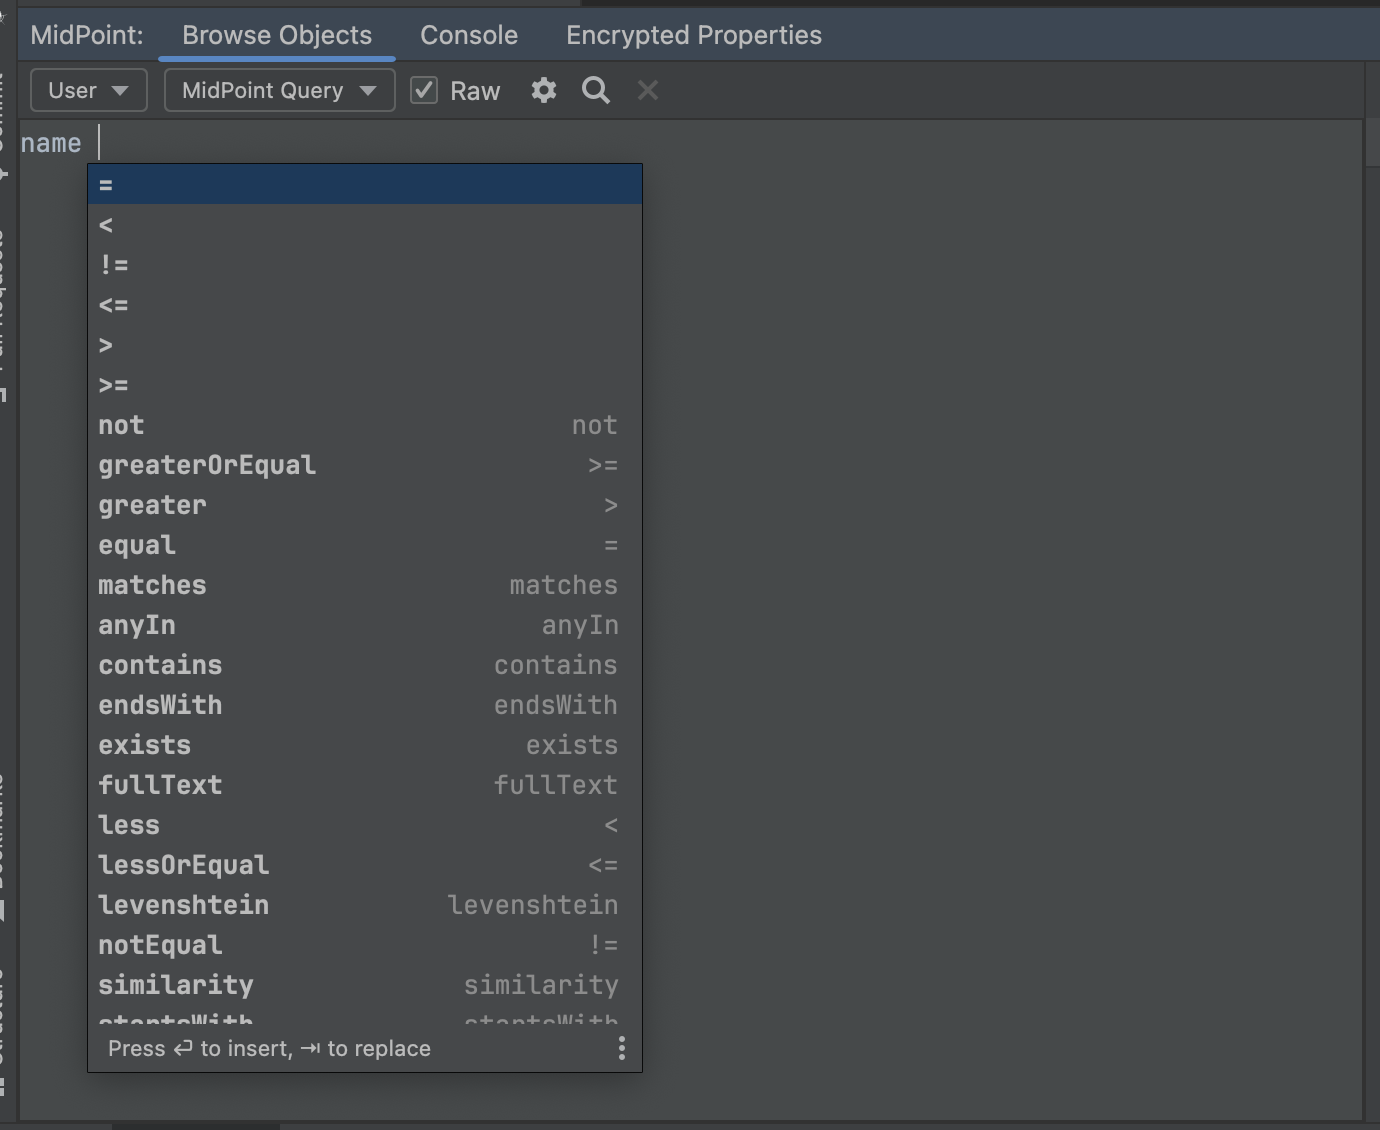 MidPoint: Browse Objects Console Encrypted Properties
User MidPoint Query Raw
name
=
<
!=
<=
>
>=
not not
greaterOrEqual >=
greater >
equal =
matches matches
anyIn anyIn
contains contains
endsWith endsWith
exists exists
fullText fullText
less <
lessOrEqual <=
levenshtein levenshtein
notEqual !=
similarity similarity
startsWith startsWith
Press ⏎ to insert, ⇥ to replace